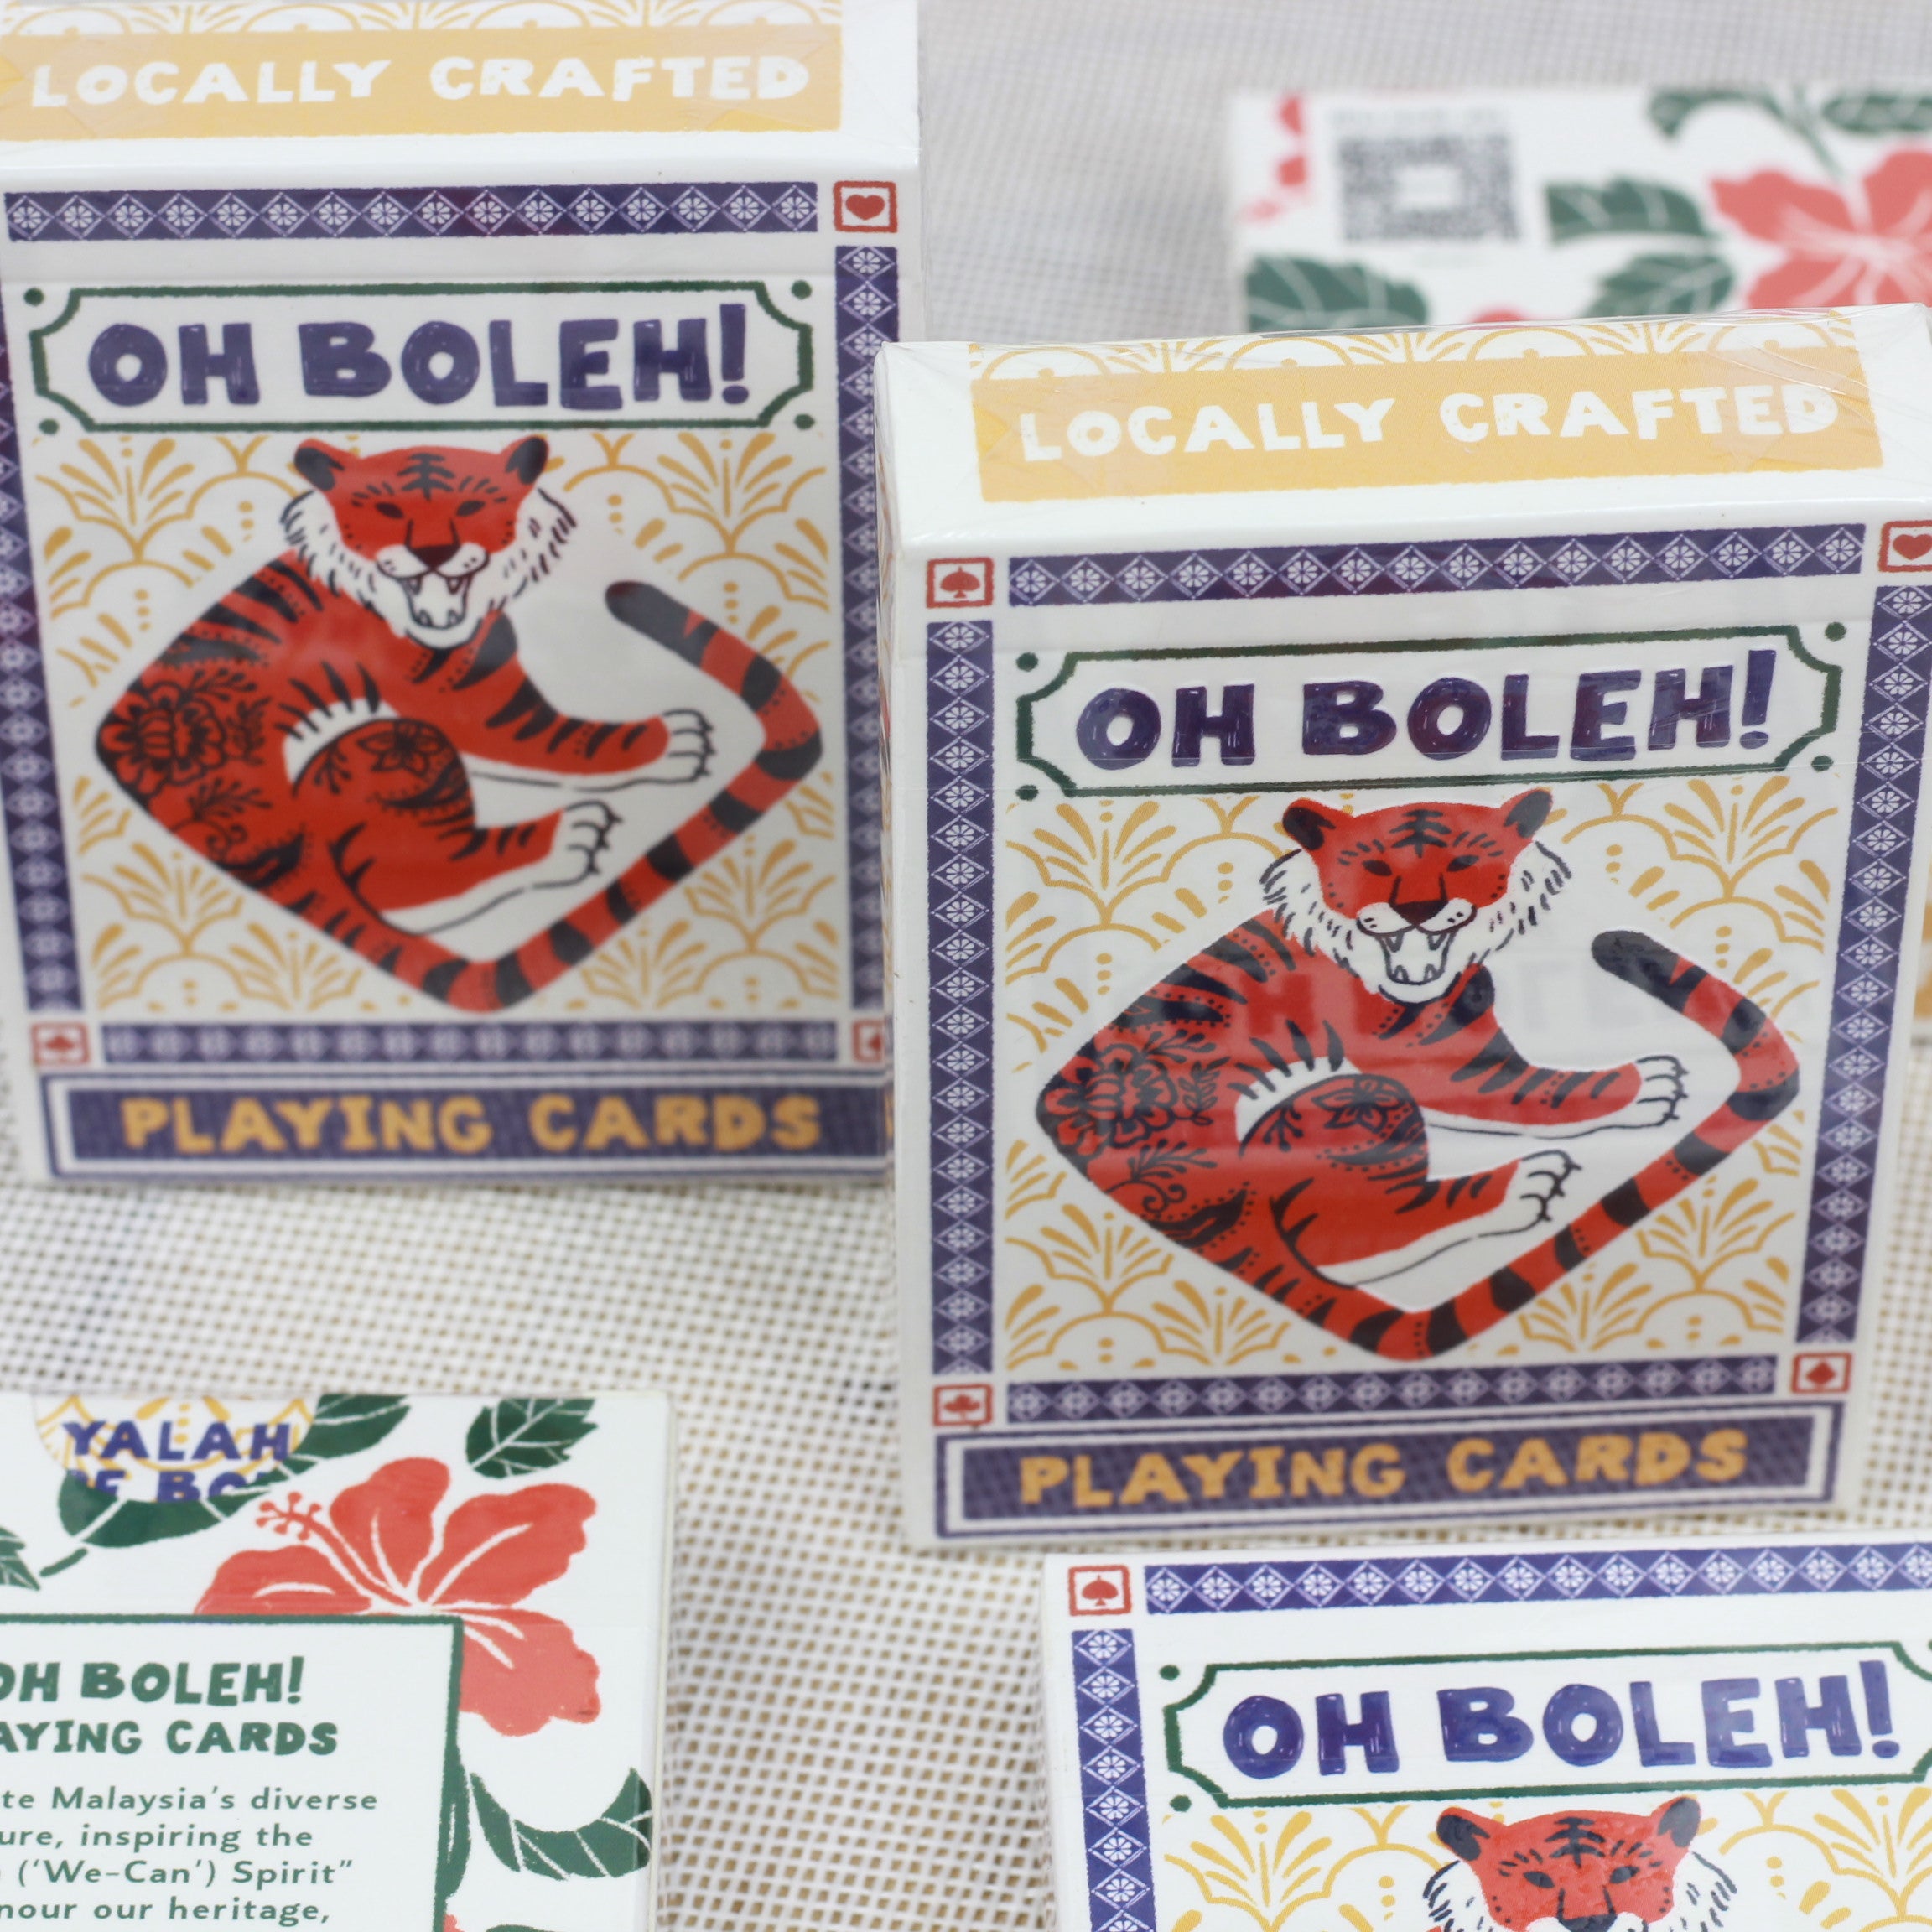 LOCALLY CRAFTED
OH BOLEH!
PLAYING CARDS
LOCALLY CRAFTED
OH BOLEH!
PLAYING CARDS
YALAH
OH BOLEH!
AYING CARDS
te Malaysia's diverse
ure, inspiring the
('We-Can') Spirit"
nour our heritage,
OH BOLEH!